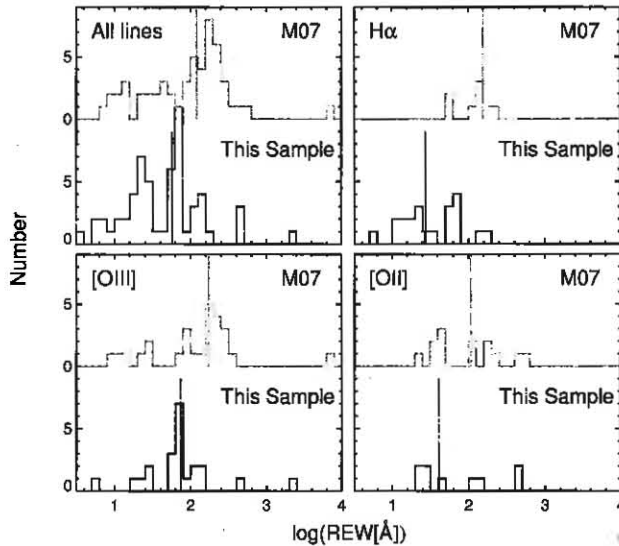 All lines M07
Hα M07
5
0
This Sample
This Sample
5
0
Number
[OIII] M07
[OII] M07
5
0
This Sample
This Sample
5
0
1 2 3 4
1 2 3 4
log(REW[Å])